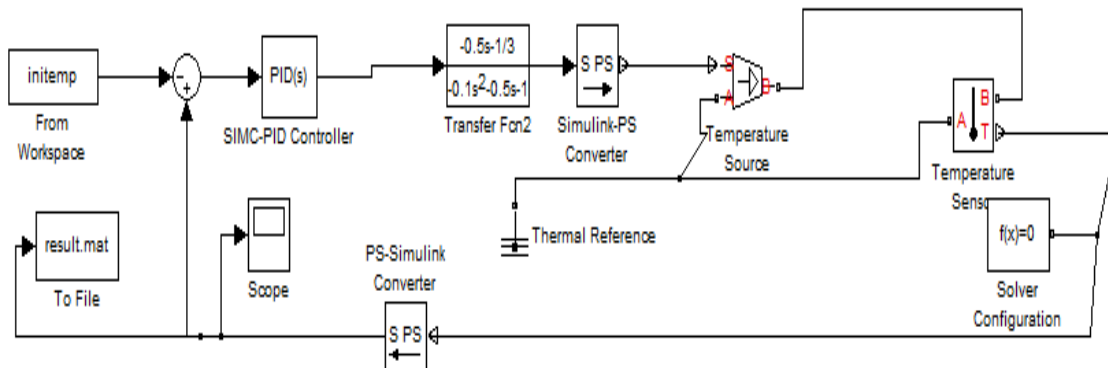 initemp
From
Workspace
-
+
PID(s)
SIMC-PID Controller
-0.5s-1/3
-0.1s²-0.5s-1
Transfer Fcn2
S PS
Simulink-PS
Converter
S
A
B
Temperature
Source
A
B
T
Temperature
Senso
f(x)=0
Solver
Configuration
Thermal Reference
result.mat
To File
Scope
PS-Simulink
Converter
S PS